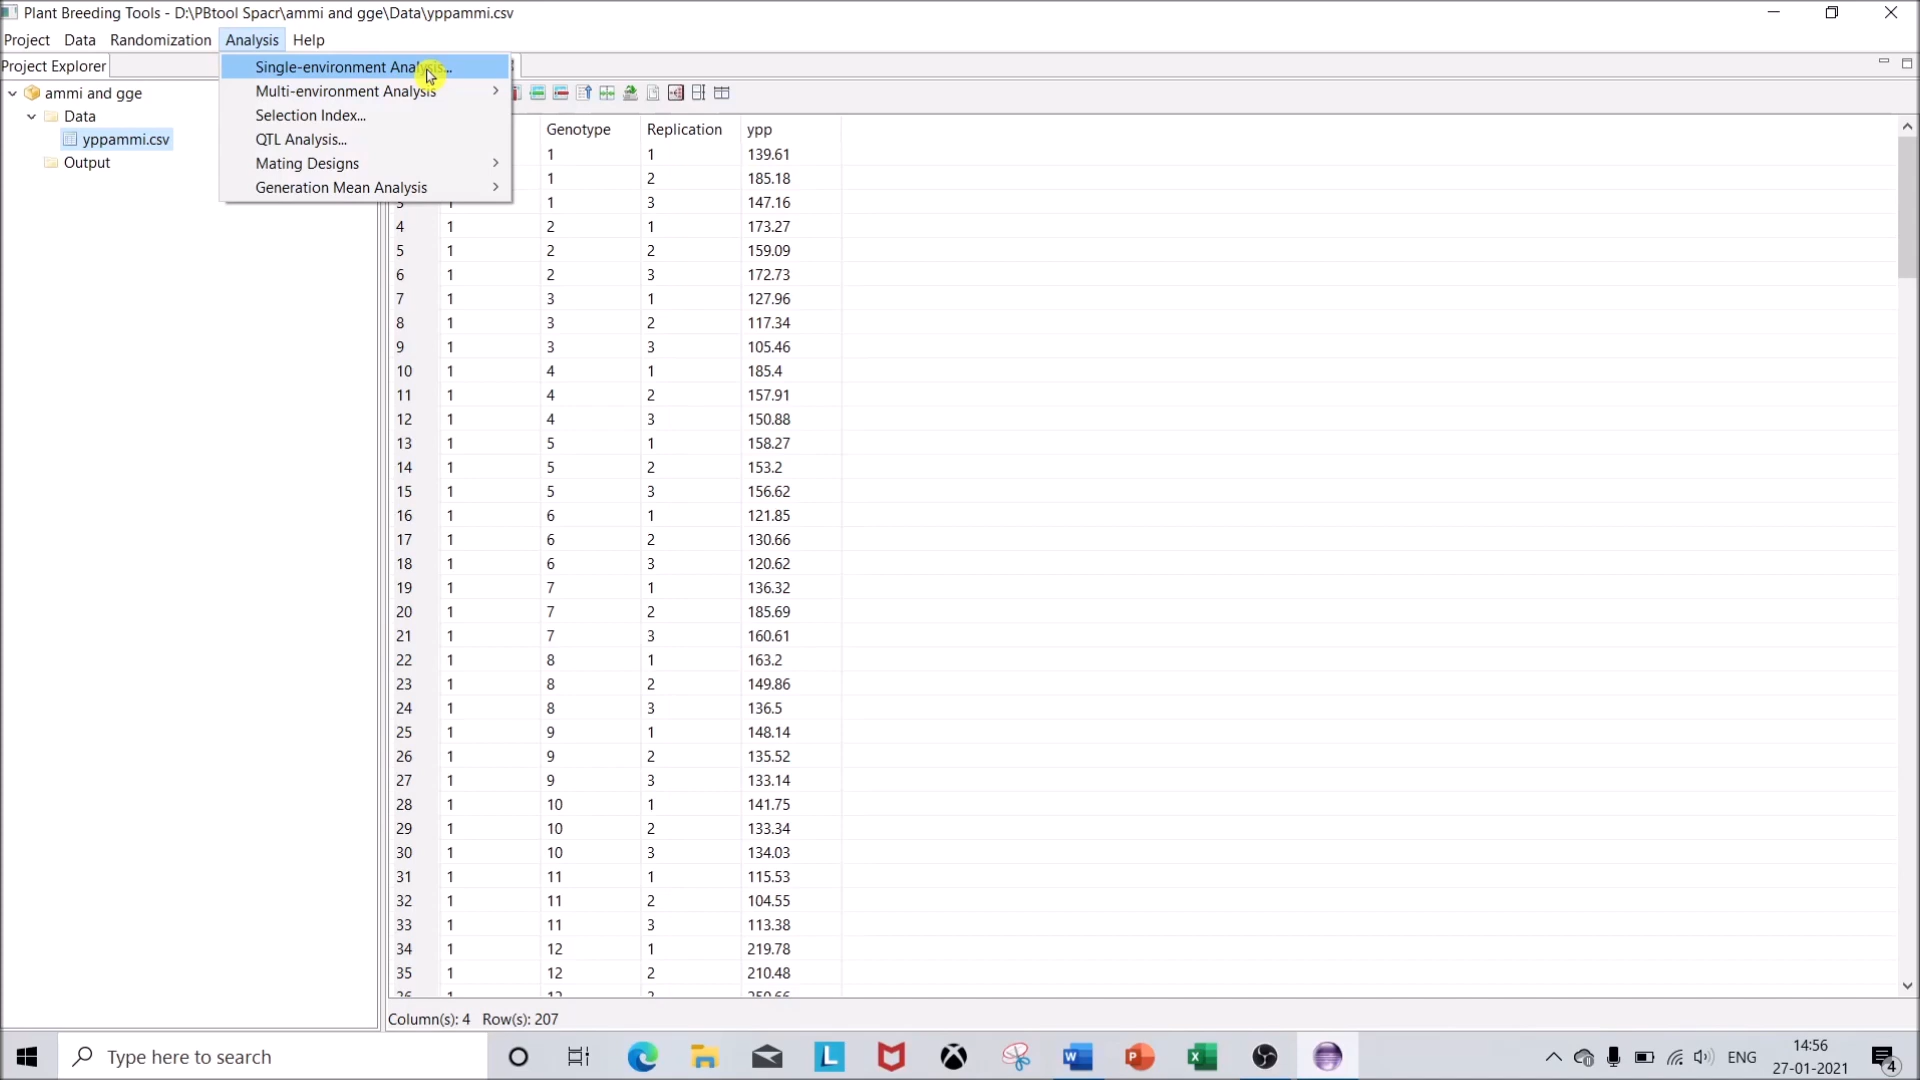 Plant Breeding Tools - D:\PBtool Spacr\ammi and gge\Data\yppammi.csv
Project Data Randomization Analysis Help
Project Explorer
Single-environment Analysis...
Multi-environment Analysis
Selection Index...
QTL Analysis...
Mating Designs
Generation Mean Analysis
ammi and gge
Data
yppammi.csv
Output
Genotype Replication ypp
1 1 139.61
1 2 185.18
3 1 1 3 147.16
4 1 2 1 173.27
5 1 2 2 159.09
6 1 2 3 172.73
7 1 3 1 127.96
8 1 3 2 117.34
9 1 3 3 105.46
10 1 4 1 185.4
11 1 4 2 157.91
12 1 4 3 150.88
13 1 5 1 158.27
14 1 5 2 153.2
15 1 5 3 156.62
16 1 6 1 121.85
17 1 6 2 130.66
18 1 6 3 120.62
19 1 7 1 136.32
20 1 7 2 185.69
21 1 7 3 160.61
22 1 8 1 163.2
23 1 8 2 149.86
24 1 8 3 136.5
25 1 9 1 148.14
26 1 9 2 135.52
27 1 9 3 133.14
28 1 10 1 141.75
29 1 10 2 133.34
30 1 10 3 134.03
31 1 11 1 115.53
32 1 11 2 104.55
33 1 11 3 113.38
34 1 12 1 219.78
35 1 12 2 210.48
Column(s): 4 Row(s): 207
Type here to search
ENG
14:56
27-01-2021
4